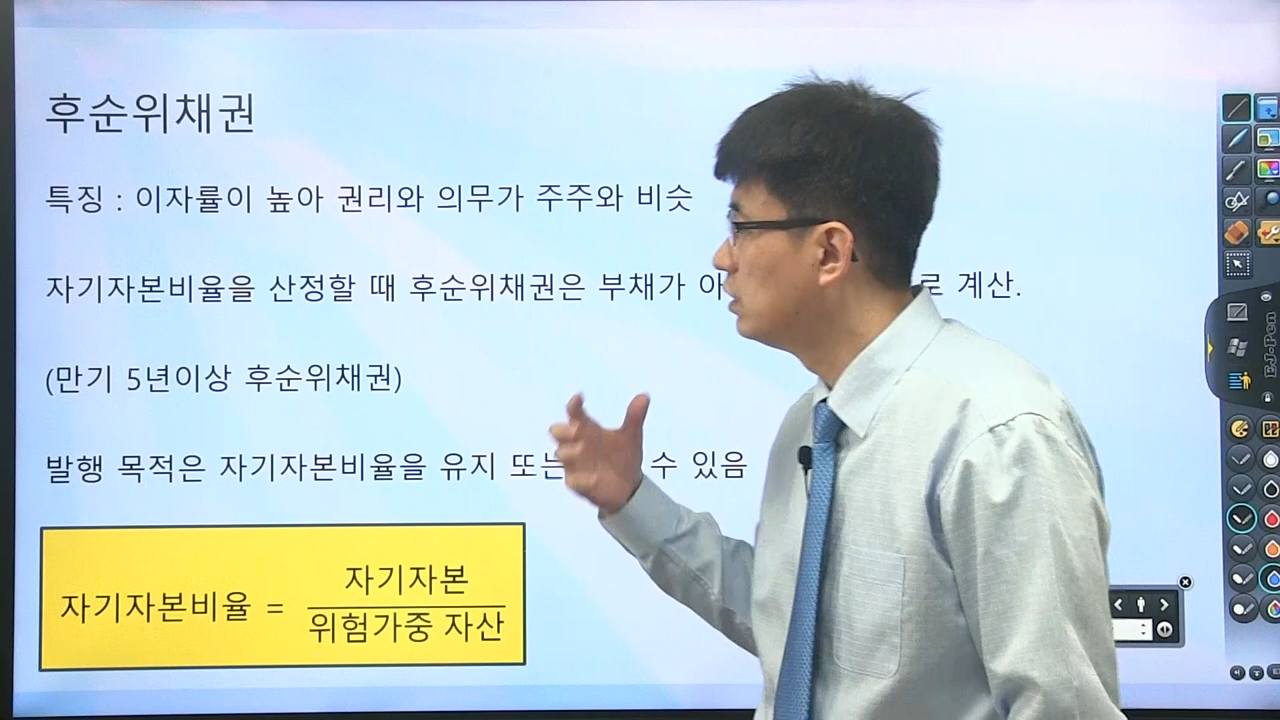 후순위채권
특징 : 이자률이 높아 권리와 의무가 주주와 비슷
자기자본비율을 산정할 때 후순위채권은 부채가 로 계산.
(만기 5년이상 후순위채권)
발행 목적은 자기자본비율을 유지 또는 수 있음
자기자본비율 = 자기자본
위험가중 자산
EJ-Pen